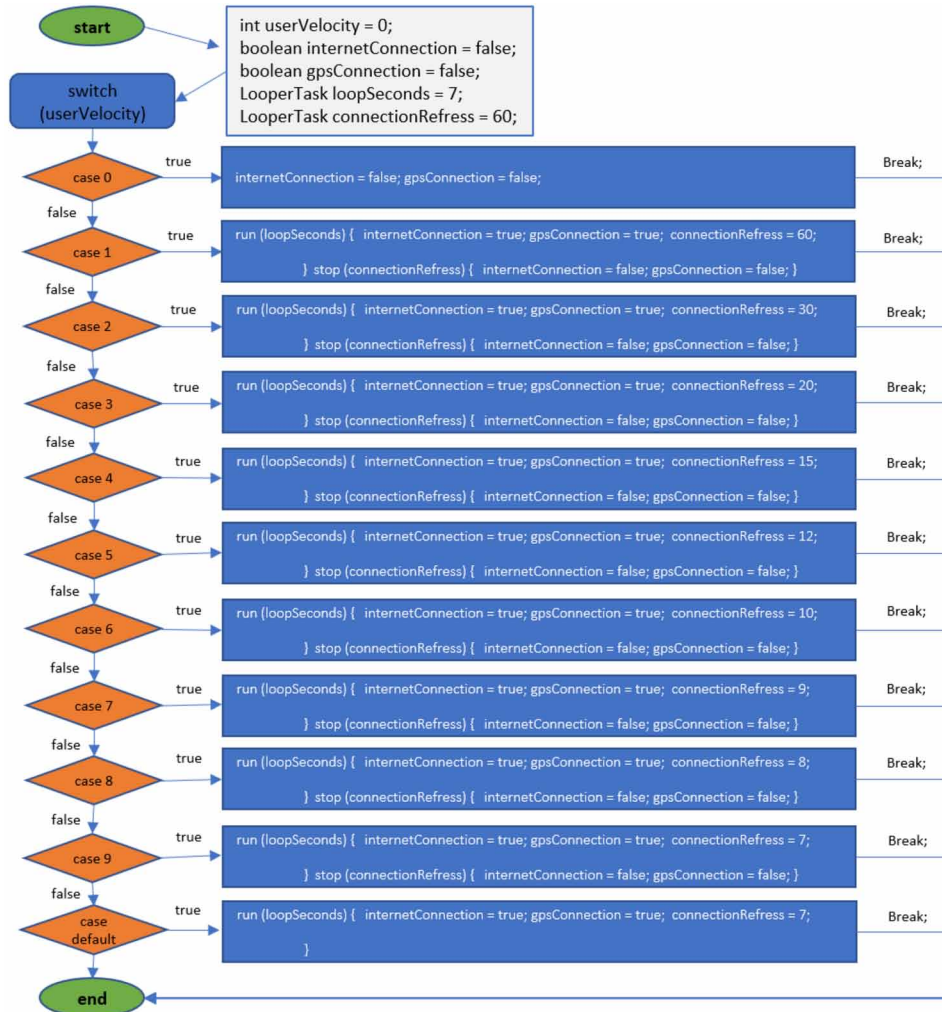 start
int userVelocity = 0;
boolean internetConnection = false;
boolean gpsConnection = false;
LooperTask loopSeconds = 7;
LooperTask connectionRefress = 60;
switch
(userVelocity)
case 0
true
internetConnection = false; gpsConnection = false;
Break;
false
case 1
true
run (loopSeconds) { internetConnection = true; gpsConnection = true; connectionRefress = 60;
} stop (connectionRefress) { internetConnection = false; gpsConnection = false; }
Break;
false
case 2
true
run (loopSeconds) { internetConnection = true; gpsConnection = true; connectionRefress = 30;
} stop (connectionRefress) { internetConnection = false; gpsConnection = false; }
Break;
false
case 3
true
run (loopSeconds) { internetConnection = true; gpsConnection = true; connectionRefress = 20;
} stop (connectionRefress) { internetConnection = false; gpsConnection = false; }
Break;
false
case 4
true
run (loopSeconds) { internetConnection = true; gpsConnection = true; connectionRefress = 15;
} stop (connectionRefress) { internetConnection = false; gpsConnection = false; }
Break;
false
case 5
true
run (loopSeconds) { internetConnection = true; gpsConnection = true; connectionRefress = 12;
} stop (connectionRefress) { internetConnection = false; gpsConnection = false; }
Break;
false
case 6
true
run (loopSeconds) { internetConnection = true; gpsConnection = true; connectionRefress = 10;
} stop (connectionRefress) { internetConnection = false; gpsConnection = false; }
Break;
false
case 7
true
run (loopSeconds) { internetConnection = true; gpsConnection = true; connectionRefress = 9;
} stop (connectionRefress) { internetConnection = false; gpsConnection = false; }
Break;
false
case 8
true
run (loopSeconds) { internetConnection = true; gpsConnection = true; connectionRefress = 8;
} stop (connectionRefress) { internetConnection = false; gpsConnection = false; }
Break;
false
case 9
true
run (loopSeconds) { internetConnection = true; gpsConnection = true; connectionRefress = 7;
} stop (connectionRefress) { internetConnection = false; gpsConnection = false; }
Break;
false
case
default
true
run (loopSeconds) { internetConnection = true; gpsConnection = true; connectionRefress = 7;
}
Break;
end